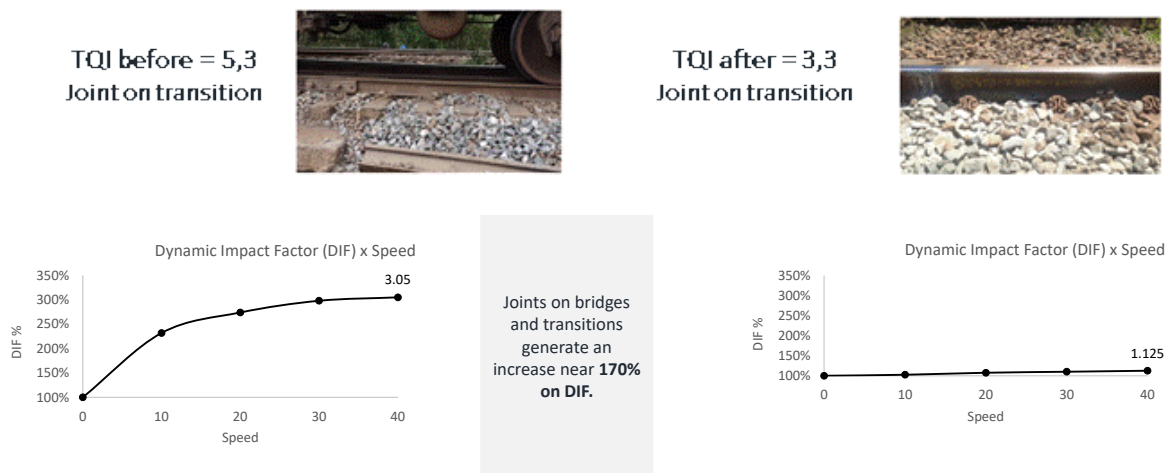 TQI before = 5,3
Joint on transition
TQI after = 3,3
Joint on transition
Dynamic Impact Factor (DIF) x Speed
350%
300%
250%
200%
150%
100%
DIF %
3.05
0 10 20 30 40
Speed
Joints on bridges
and transitions
generate an
increase near 170%
on DIF.
Dynamic Impact Factor (DIF) x Speed
350%
300%
250%
200%
150%
100%
DIF %
1.125
0 10 20 30 40
Speed